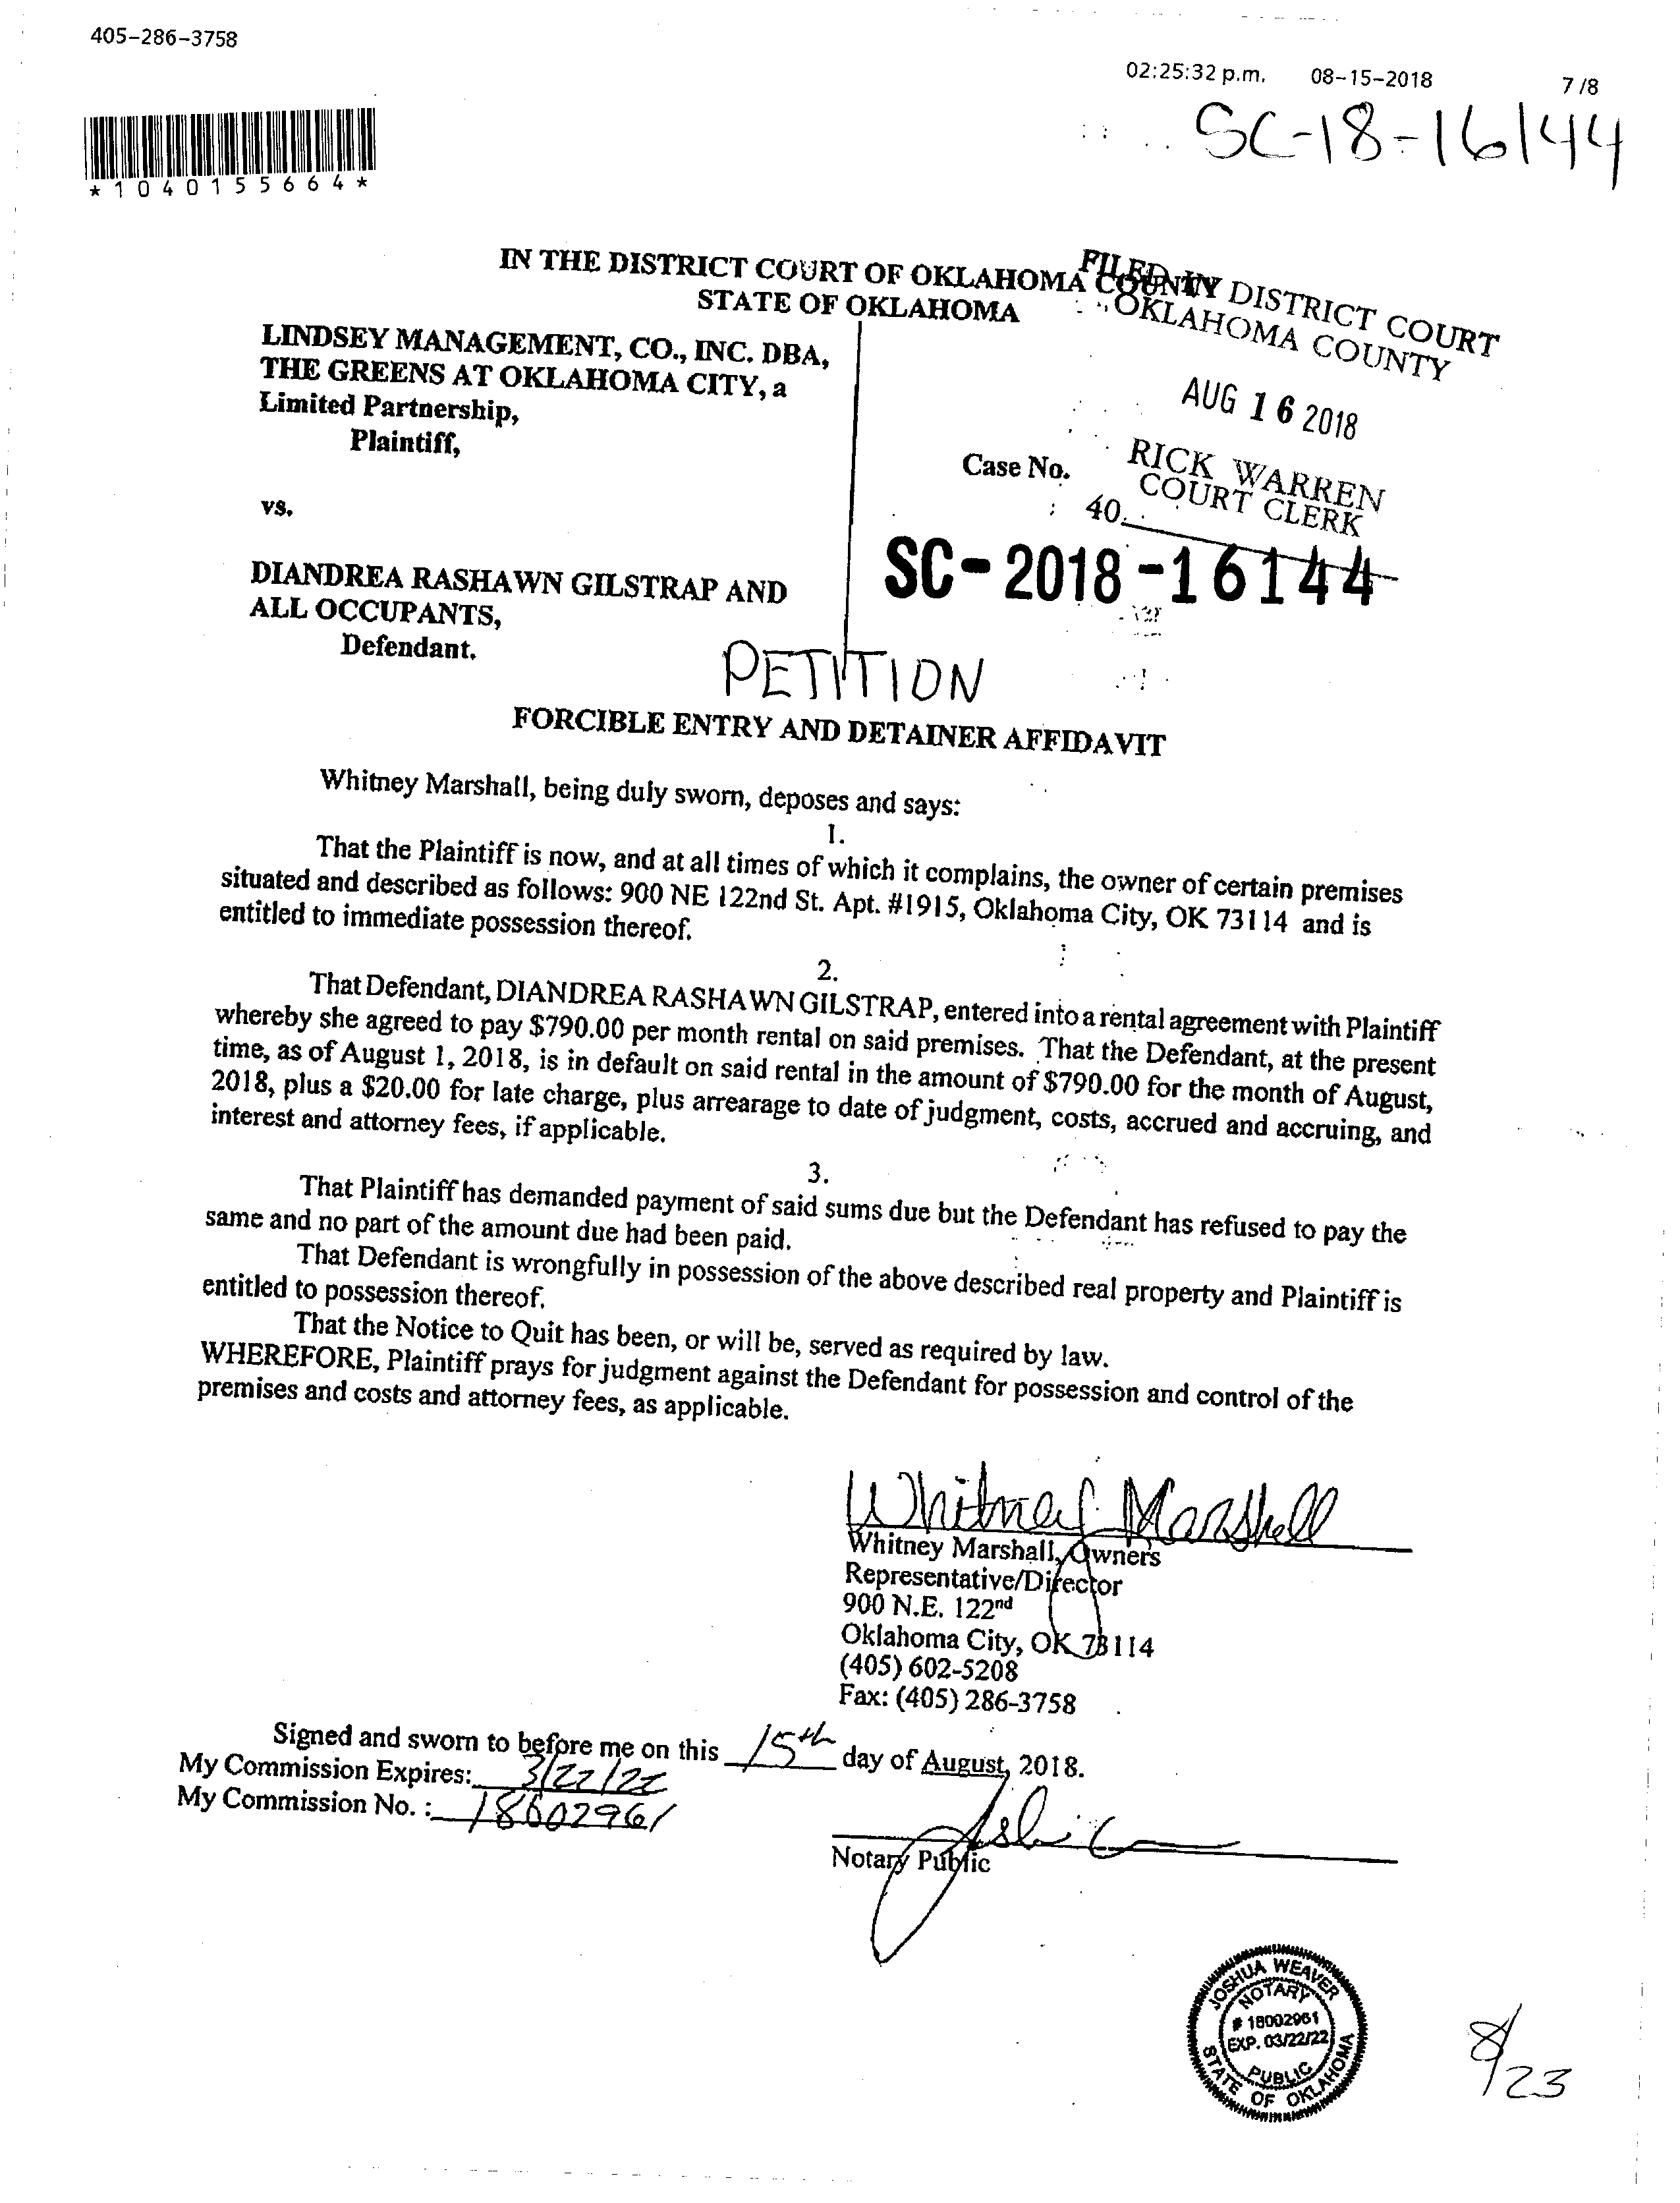 405-286-3758
02:25:32 p.m. 08-15-2018 7 /8
SC-18-16144
*1040155664*
IN THE DISTRICT COURT OF OKLAHOMA COUNTY
STATE OF OKLAHOMA
FILED IN DISTRICT COURT
OKLAHOMA COUNTY
AUG 16 2018
RICK WARREN
COURT CLERK
40
LINDSEY MANAGEMENT, CO., INC. DBA,
THE GREENS AT OKLAHOMA CITY, a
Limited Partnership,
Plaintiff,
Case No.
vs.
SC-2018-16144
DIANDREA RASHAWN GILSTRAP AND
ALL OCCUPANTS,
Defendant.
PETITION
FORCIBLE ENTRY AND DETAINER AFFIDAVIT
Whitney Marshall, being duly sworn, deposes and says:
1.
That the Plaintiff is now, and at all times of which it complains, the owner of certain premises
situated and described as follows: 900 NE 122nd St. Apt. #1915, Oklahoma City, OK 73114 and is
entitled to immediate possession thereof.
2.
That Defendant, DIANDREA RASHAWN GILSTRAP, entered into a rental agreement with Plaintiff
whereby she agreed to pay $790.00 per month rental on said premises. That the Defendant, at the present
time, as of August 1, 2018, is in default on said rental in the amount of $790.00 for the month of August,
2018, plus a $20.00 for late charge, plus arrearage to date of judgment, costs, accrued and accruing, and
interest and attorney fees, if applicable.
3.
That Plaintiff has demanded payment of said sums due but the Defendant has refused to pay the
same and no part of the amount due had been paid.
That Defendant is wrongfully in possession of the above described real property and Plaintiff is
entitled to possession thereof.
That the Notice to Quit has been, or will be, served as required by law.
WHEREFORE, Plaintiff prays for judgment against the Defendant for possession and control of the
premises and costs and attorney fees, as applicable.
Whitney Marshall
Whitney Marshall, Owners
Representative/Director
900 N.E. 122nd
Oklahoma City, OK 73114
(405) 602-5208
Fax: (405) 286-3758
Signed and sworn to before me on this 15th day of August, 2018.
My Commission Expires: 3/22/22
My Commission No. : 18002961
Notary Public
JOSHUA WEAVER
NOTARY
# 18002961
EXP. 03/22/22
PUBLIC
STATE OF OKLAHOMA
8/23